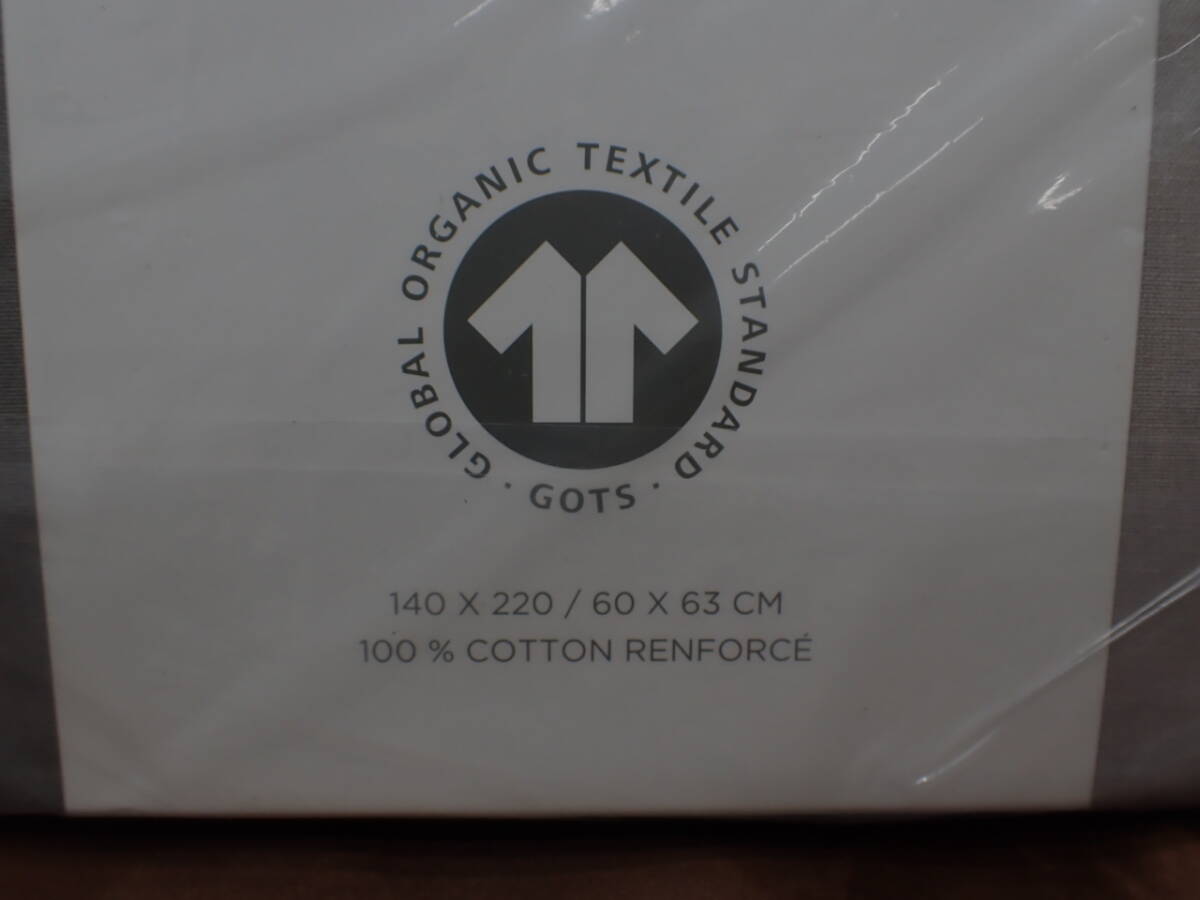 GLOBAL ORGANIC TEXTILE STANDARD
· GOTS ·
140 X 220 / 60 X 63 CM
100 % COTTON RENFORCÉ